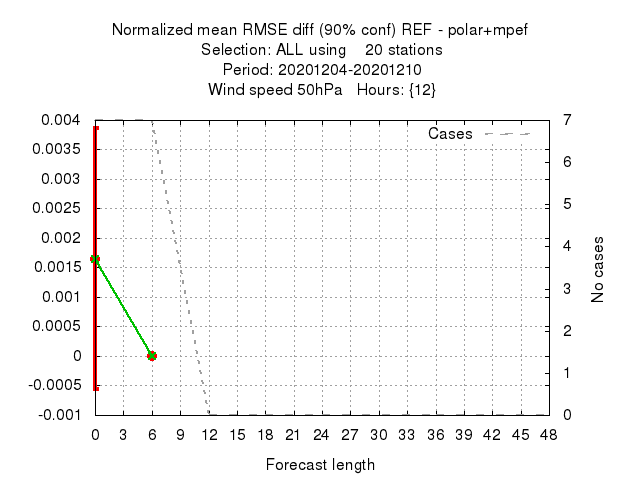 Normalized mean RMSE diff (90% conf) REF - polar+mpef
Selection: ALL using    20 stations
Period: 20201204-20201210
Wind speed 50hPa   Hours: {12}
Cases
0.004
0.0035
0.003
0.0025
0.002
0.0015
0.001
0.0005
0
-0.0005
-0.001
7
6
5
4
3
2
1
0
No cases
0 3 6 9 12 15 18 21 24 27 30 33 36 39 42 45 48
Forecast length